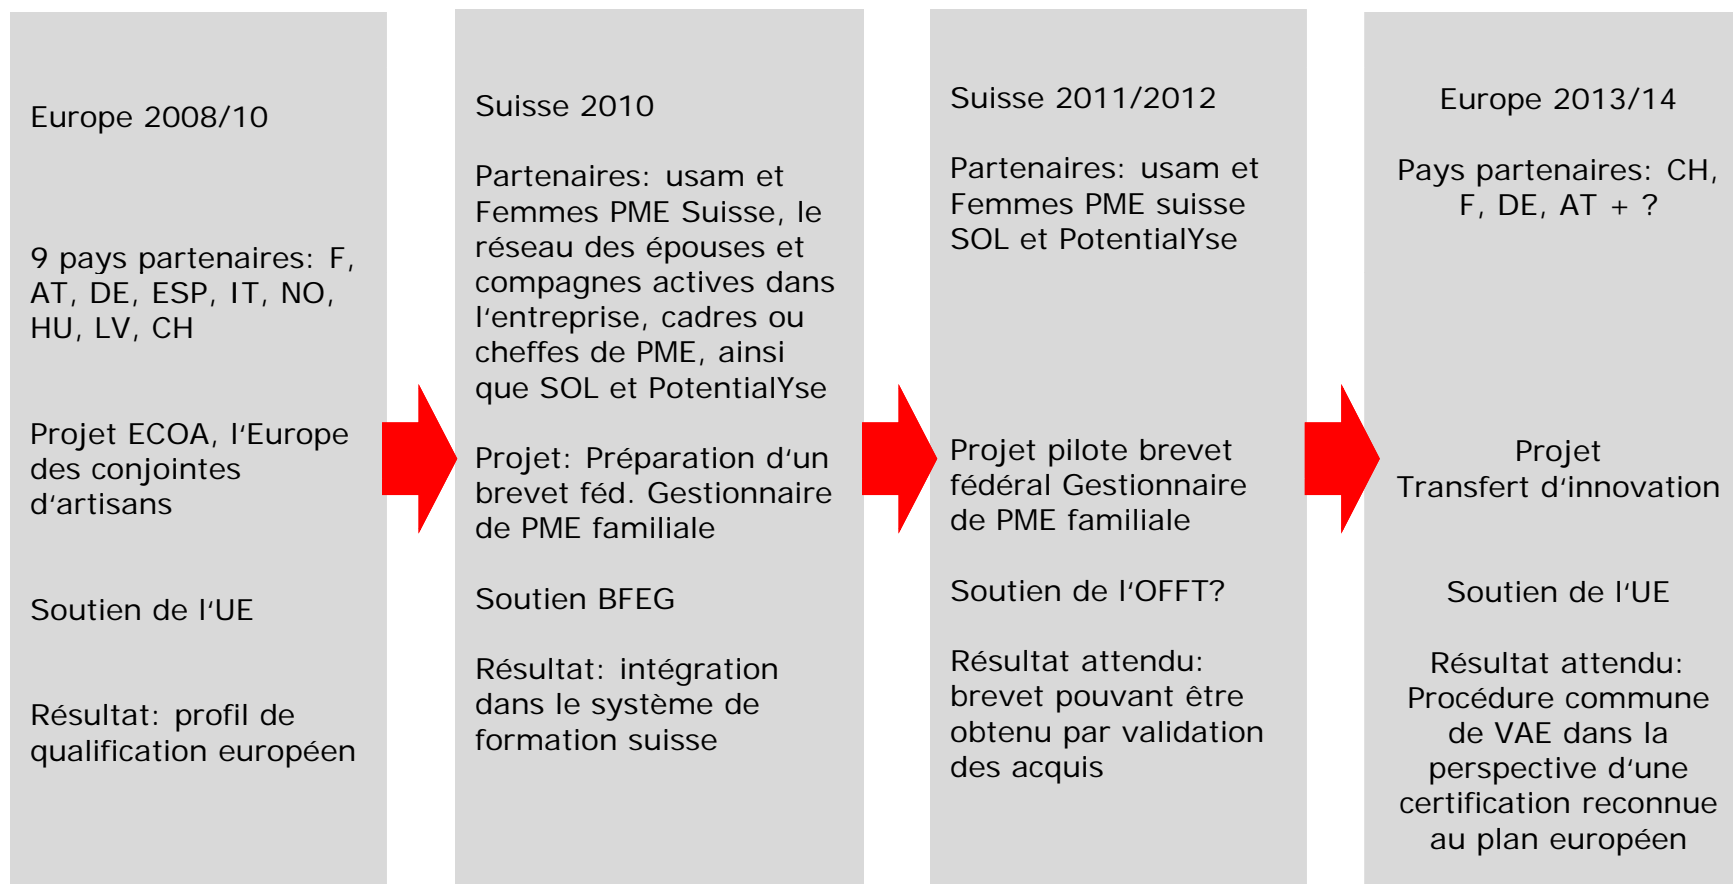 Europe 2008/10
9 pays partenaires: F,
AT, DE, ESP, IT, NO,
HU, LV, CH
Projet ECOA, l‘Europe
des conjointes
d‘artisans
Soutien de l‘UE
Résultat: profil de
qualification européen
Suisse 2010
Partenaires: usam et
Femmes PME Suisse, le
réseau des épouses et
compagnes actives dans
l‘entreprise, cadres ou
cheffes de PME, ainsi
que SOL et PotentialYse
Projet: Préparation d‘un
brevet féd. Gestionnaire
de PME familiale
Soutien BFEG
Résultat: intégration
dans le système de
formation suisse
Suisse 2011/2012
Partenaires: usam et
Femmes PME suisse
SOL et PotentialYse
Projet pilote brevet
fédéral Gestionnaire
de PME familiale
Soutien de l‘OFFT?
Résultat attendu:
brevet pouvant être
obtenu par validation
des acquis
Europe 2013/14
Pays partenaires: CH,
F, DE, AT + ?
Projet
Transfert d‘innovation
Soutien de l‘UE
Résultat attendu:
Procédure commune
de VAE dans la
perspective d‘une
certification reconnue
au plan européen